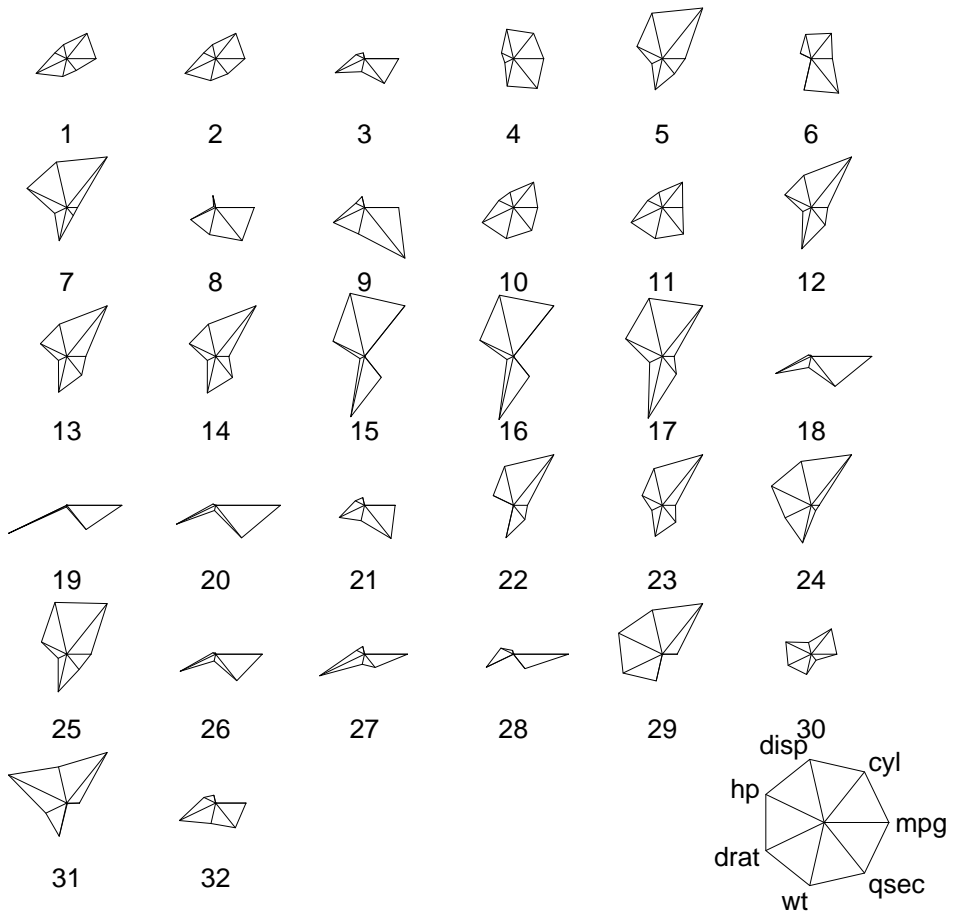 1 2 3 4 5 6
7 8 9 10 11 12
13 14 15 16 17 18
19 20 21 22 23 24
25 26 27 28 29 30
disp
cyl
hp
mpg
drat
qsec
wt
31 32